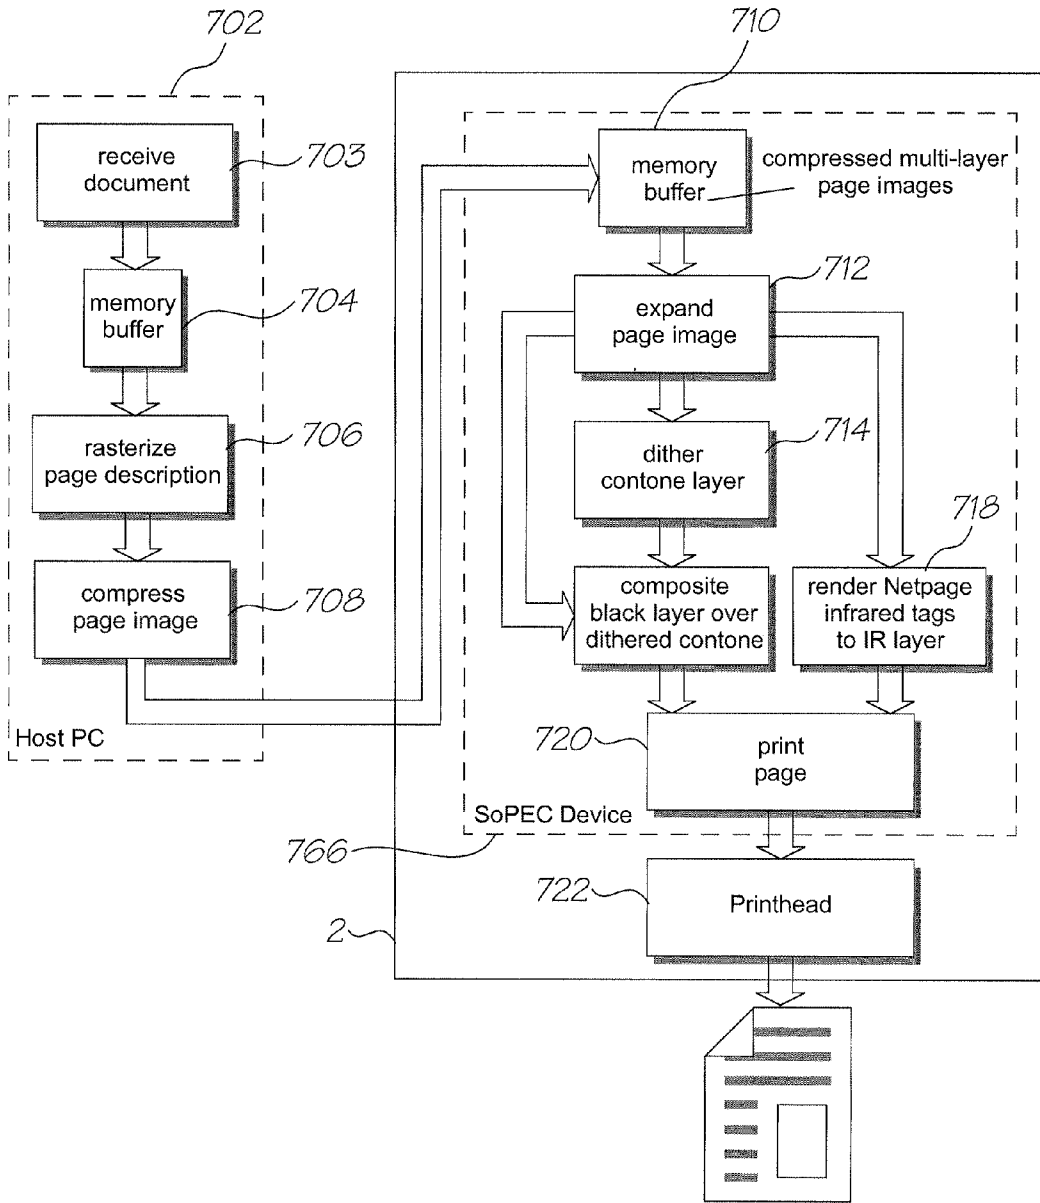 702
710
receive
document
703
memory
buffer
compressed multi-layer
page images
memory
buffer
704
expand
page image
712
rasterize
page description
706
dither
contone layer
714
718
compress
page image
708
composite
black layer over
dithered contone
render Netpage
infrared tags
to IR layer
Host PC
720
print
page
SoPEC Device
766
722
Printhead
2